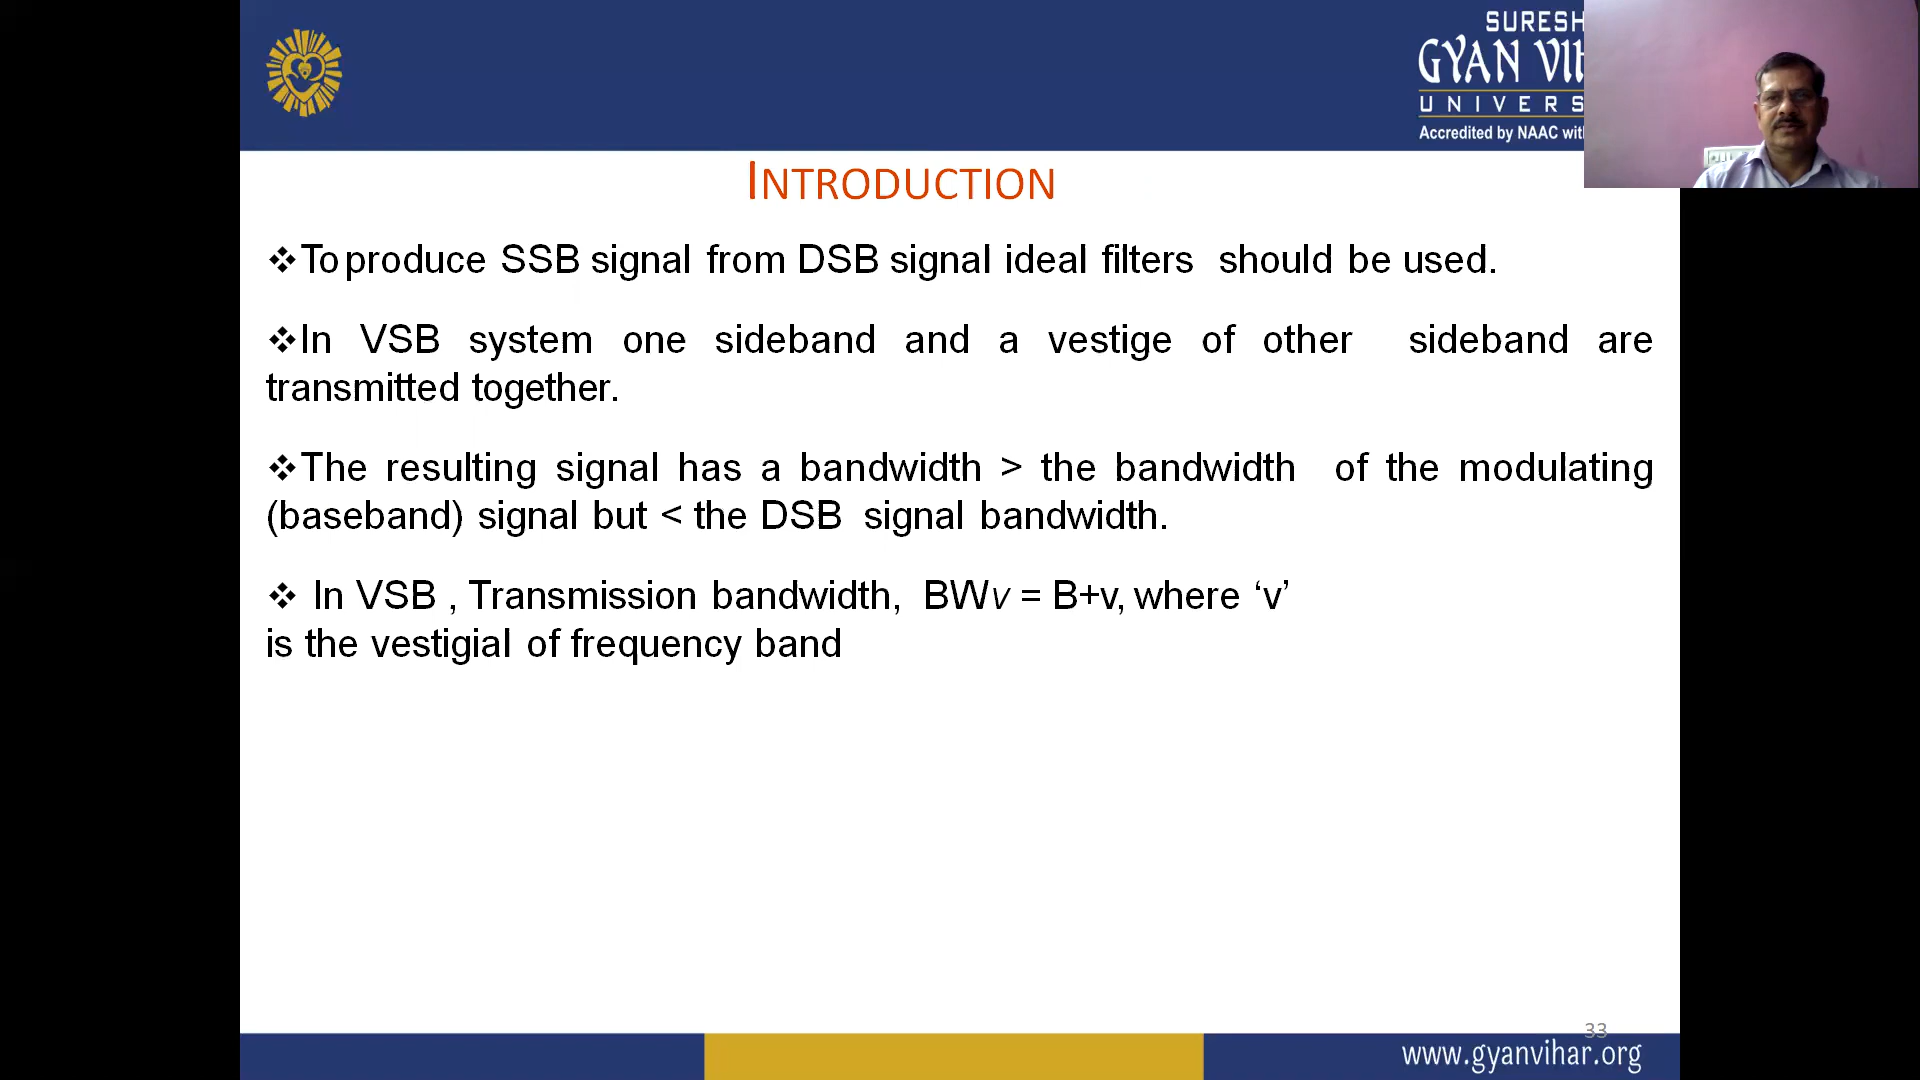 SURESH
GYAN VIH
UNIVERS
Accredited by NAAC with
INTRODUCTION
❖To produce SSB signal from DSB signal ideal filters should be used.
❖In VSB system one sideband and a vestige of other sideband are
transmitted together.
❖The resulting signal has a bandwidth > the bandwidth of the modulating
(baseband) signal but < the DSB signal bandwidth.
❖ In VSB , Transmission bandwidth, BWv = B+v, where ‘v’
is the vestigial of frequency band
33
www.gyanvihar.org